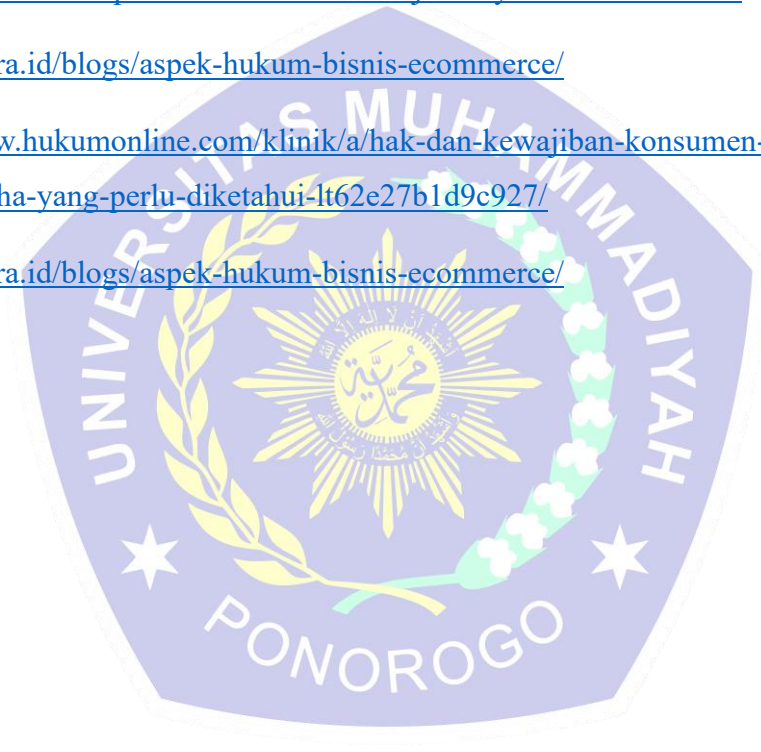 ra.id/blogs/aspek-hukum-bisnis-ecommerce/
w.hukumonline.com/klinik/a/hak-dan-kewajiban-konsumen-
ha-yang-perlu-diketahui-lt62e27b1d9c927/
ra.id/blogs/aspek-hukum-bisnis-ecommerce/
UNIVERSITAS MUHAMMADIYAH
محمدية
PONOROGO